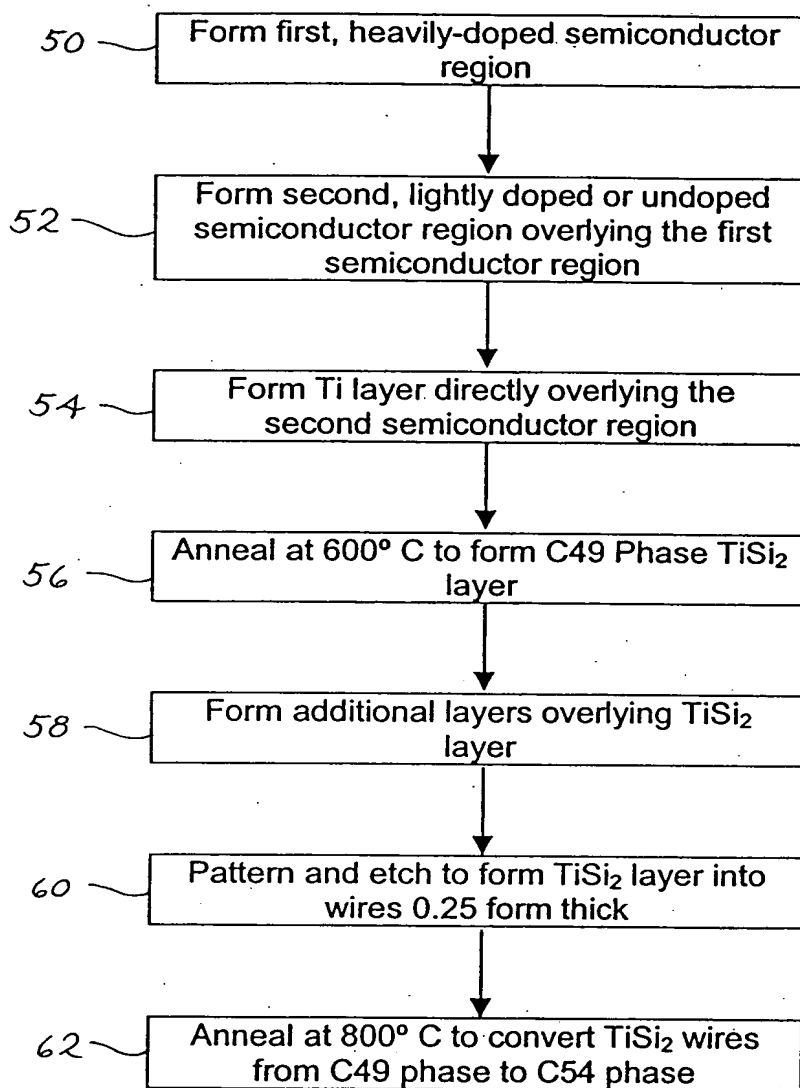 50
Form first, heavily-doped semiconductor
region
52
Form second, lightly doped or undoped
semiconductor region overlying the first
semiconductor region
54
Form Ti layer directly overlying the
second semiconductor region
56
Anneal at 600º C to form C49 Phase TiSi₂
layer
58
Form additional layers overlying TiSi₂
layer
60
Pattern and etch to form TiSi₂ layer into
wires 0.25 form thick
62
Anneal at 800º C to convert TiSi₂ wires
from C49 phase to C54 phase